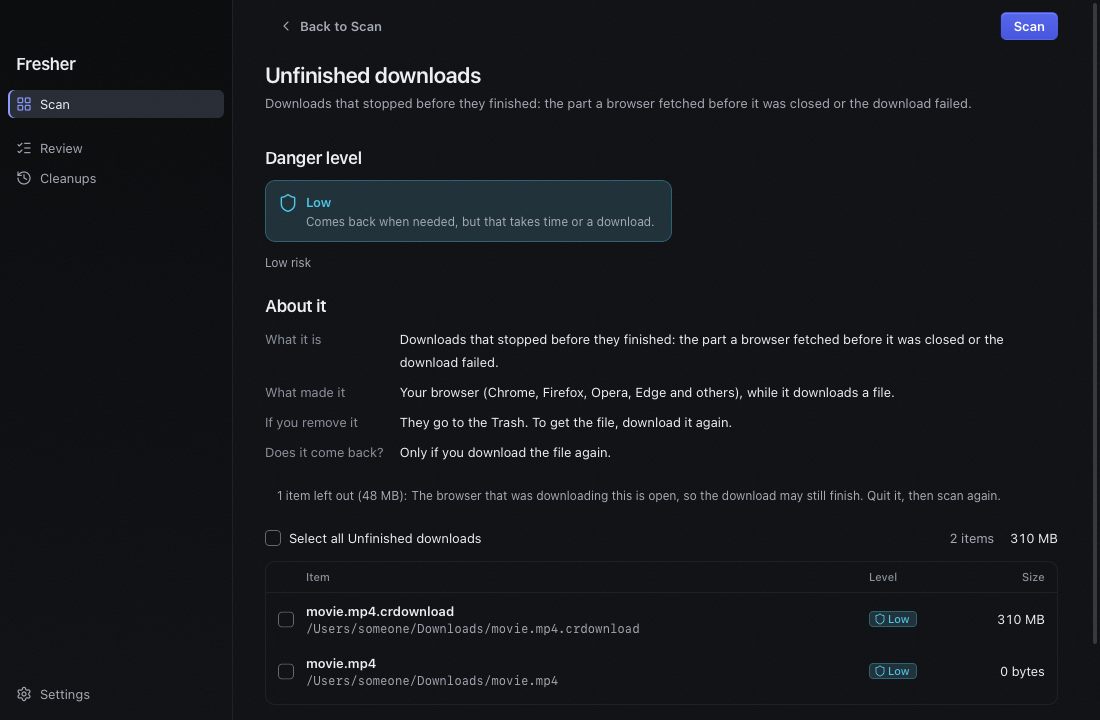 Back to Scan
Scan
Fresher
Scan
Review
Cleanups
Settings
Unfinished downloads
Downloads that stopped before they finished: the part a browser fetched before it was closed or the download failed.
Danger level
Low
Comes back when needed, but that takes time or a download.
Low risk
About it
What it is
Downloads that stopped before they finished: the part a browser fetched before it was closed or the
download failed.
What made it
Your browser (Chrome, Firefox, Opera, Edge and others), while it downloads a file.
If you remove it
They go to the Trash. To get the file, download it again.
Does it come back?
Only if you download the file again.
1 item left out (48 MB): The browser that was downloading this is open, so the download may still finish. Quit it, then scan again.
Select all Unfinished downloads
2 items 310 MB
Item Level Size
movie.mp4.crdownload
/Users/someone/Downloads/movie.mp4.crdownload
Low
310 MB
movie.mp4
/Users/someone/Downloads/movie.mp4
Low
0 bytes